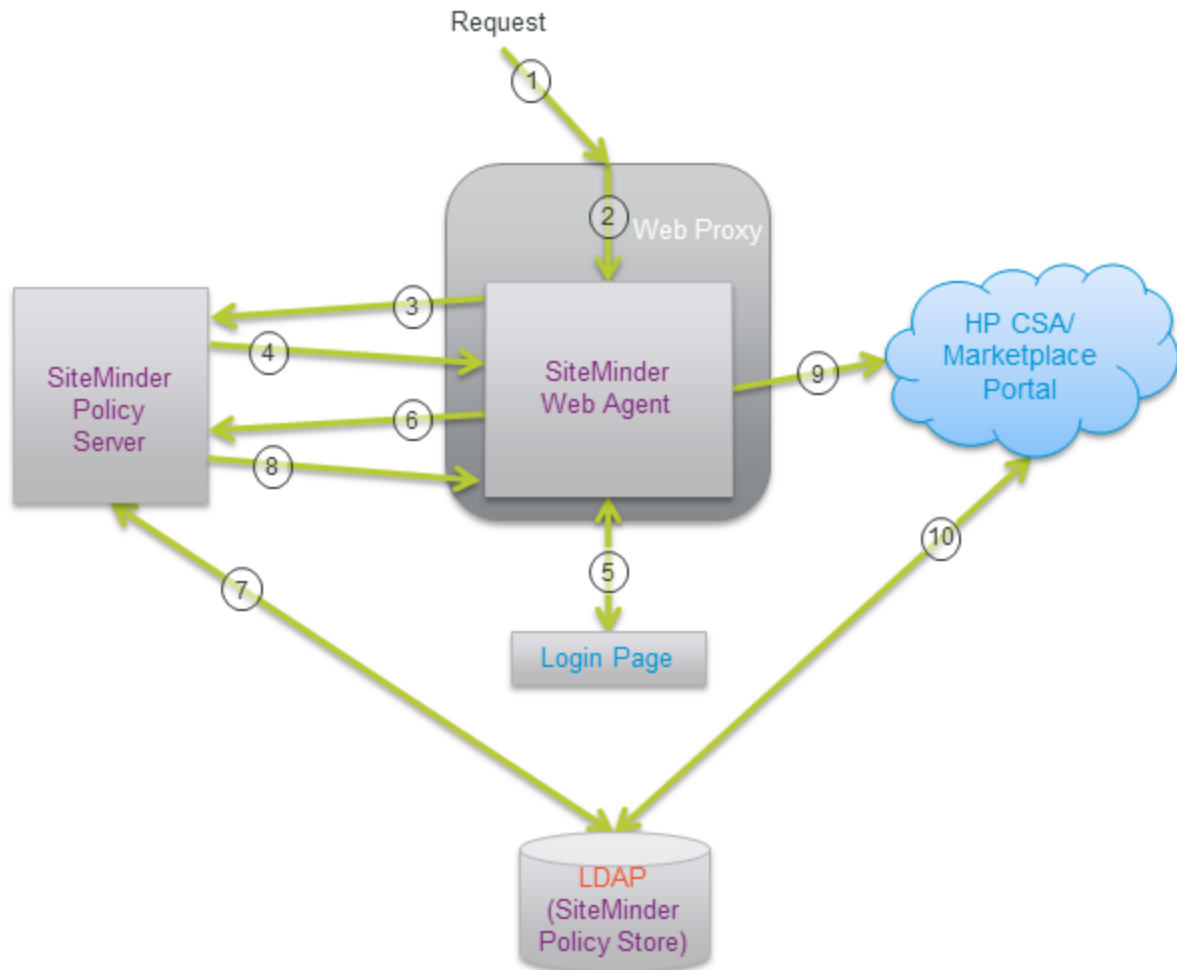 Request
1
2
Web Proxy
3
SiteMinder
Policy
Server
4
SiteMinder
Web Agent
HP CSA/
Marketplace
Portal
9
6
8
5
10
7
Login Page
LDAP
(SiteMinder
Policy Store)